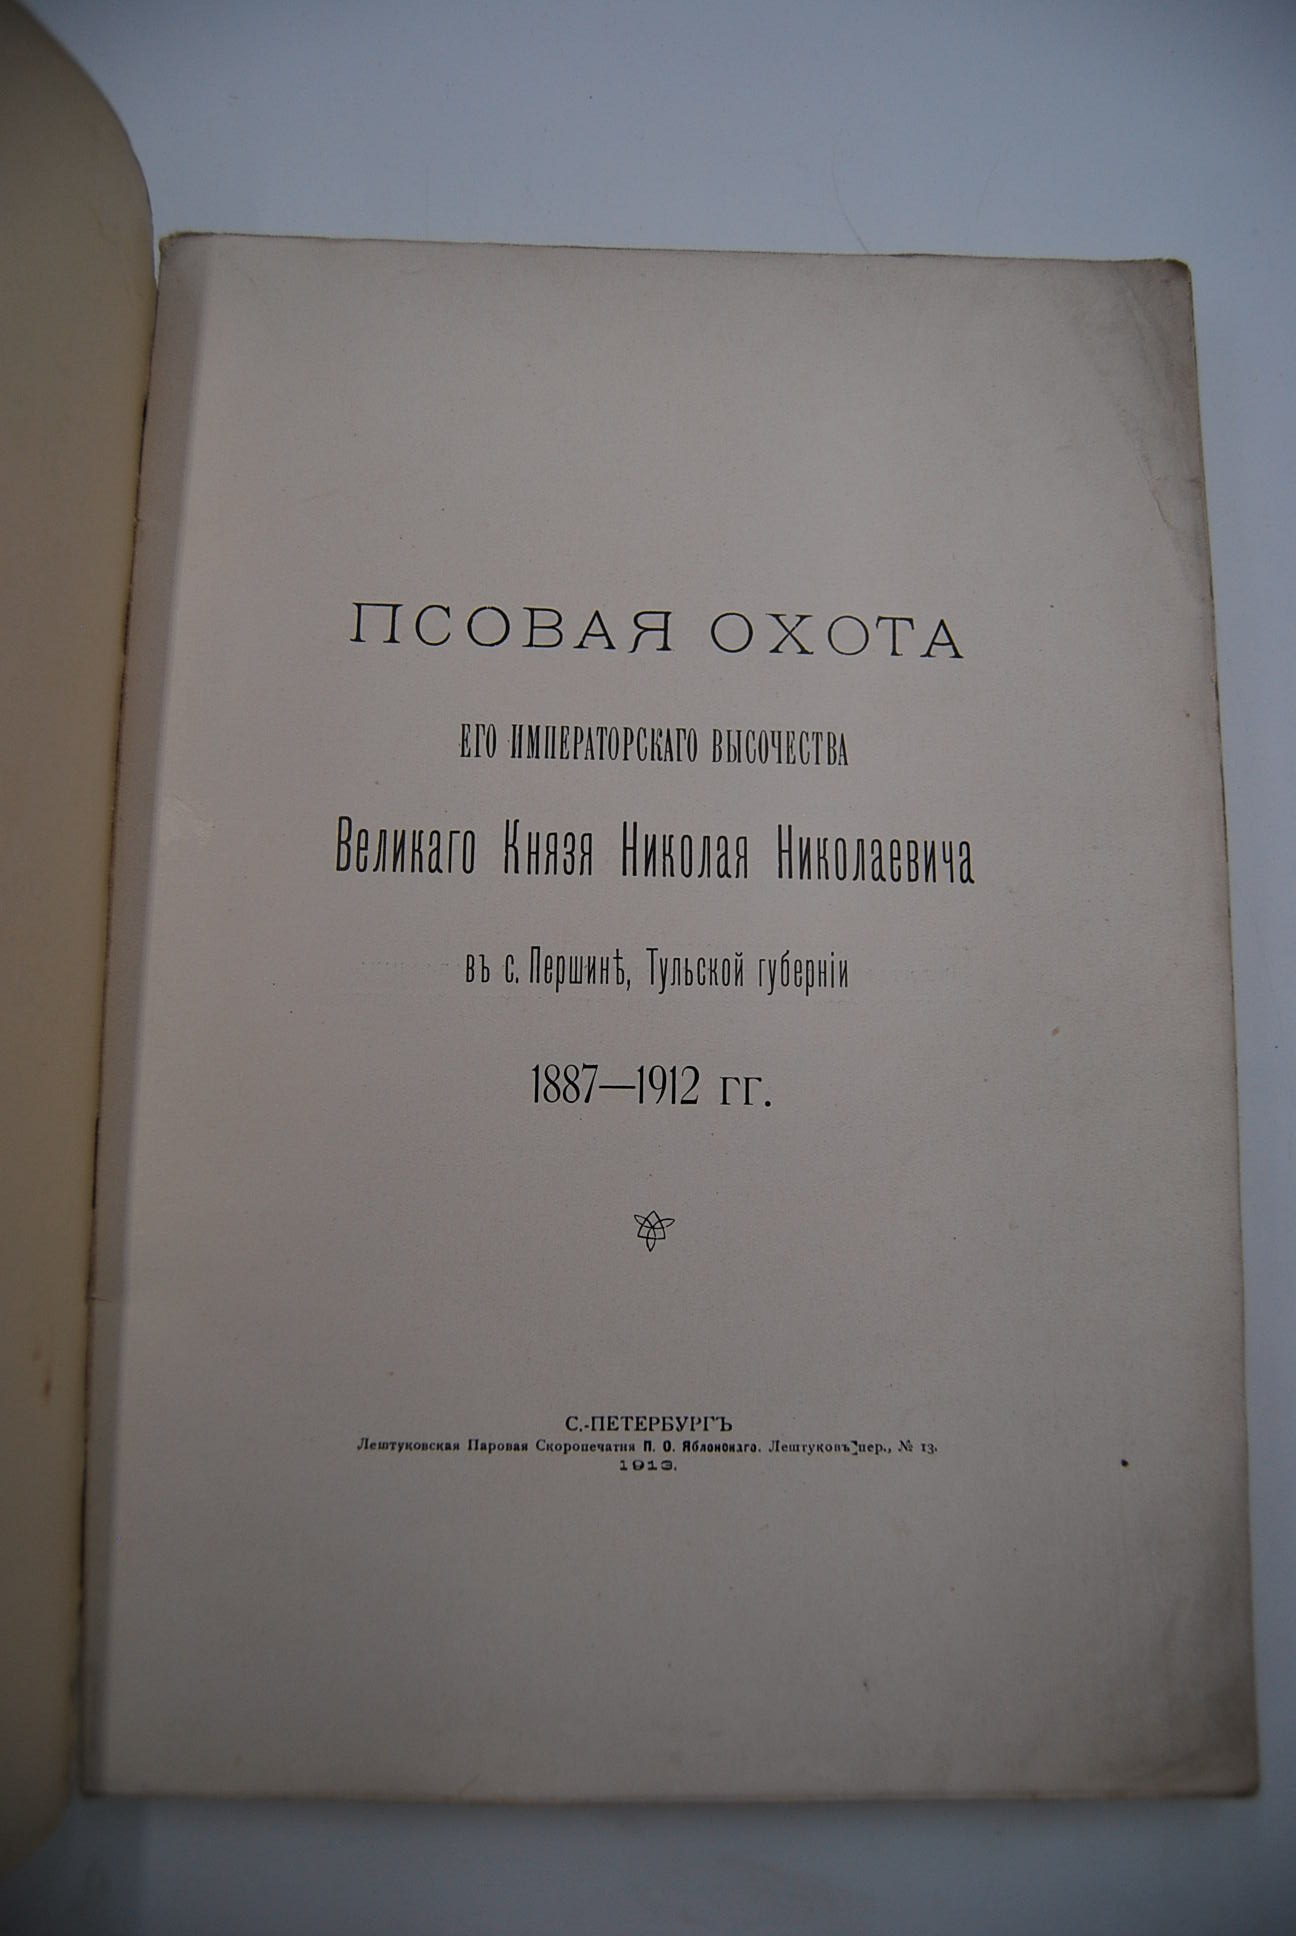 ПСОВАЯ ОХОТА
ЕГО ИМПЕРАТОРСКАГО ВЫСОЧЕСТВА
Великаго Князя Николая Николаевича
въ с. Першинѣ, Тульской губерніи
1887—1912 гг.
С.-ПЕТЕРБУРГЪ
Лештуковская Паровая Скоропечатня П. О. Яблонскаго. Лештуковъ пер., № 13.
1913.